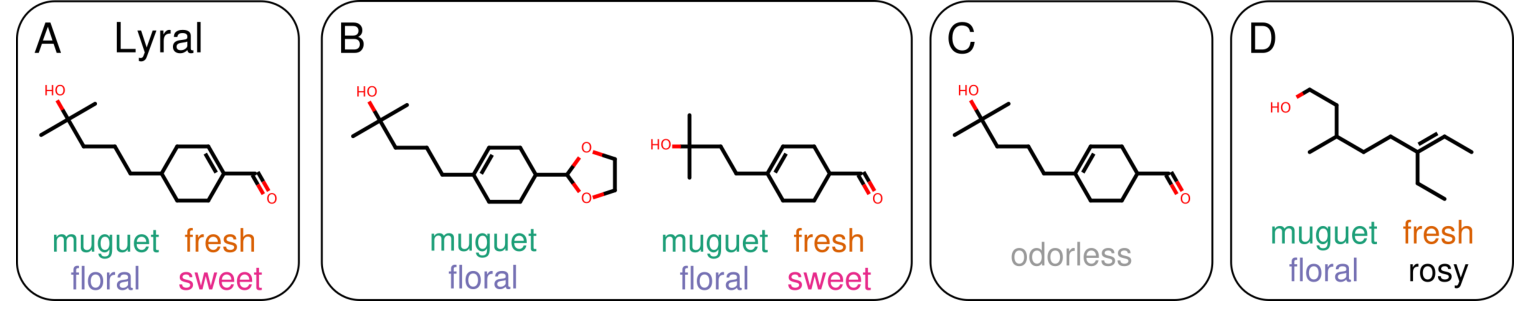 A Lyral
HO
O
muguet fresh
floral sweet
B
HO
O
O
muguet
floral
HO
O
muguet fresh
floral sweet
C
HO
O
odorless
D
HO
muguet fresh
floral rosy